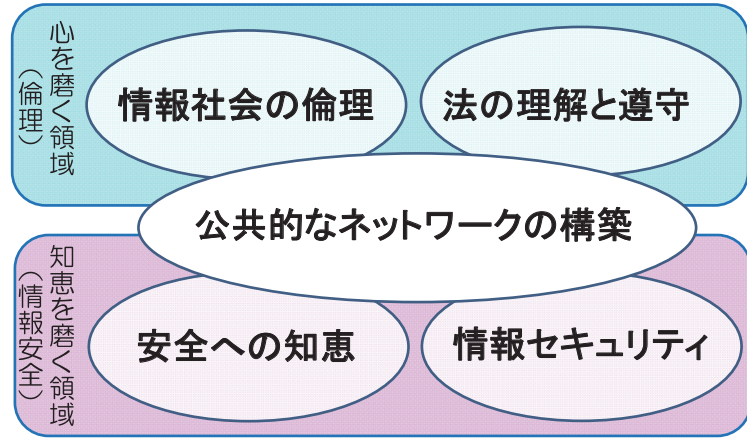 心を磨く領域
(倫理)
情報社会の倫理
法の理解と遵守
公共的なネットワークの構築
知恵を磨く領域
(情報安全)
安全への知恵
情報セキュリティ